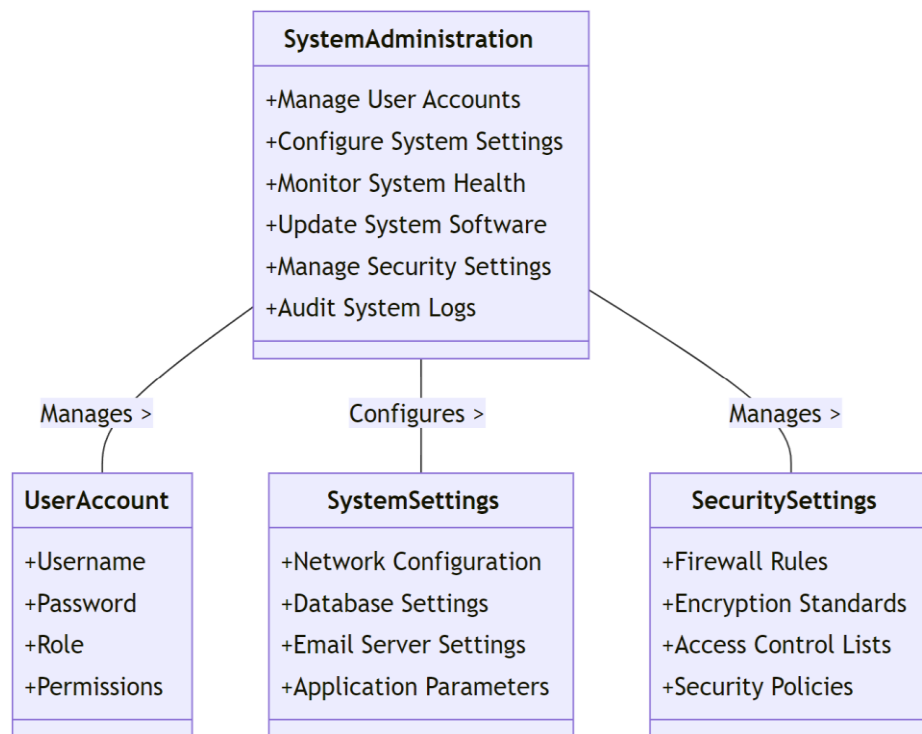 SystemAdministration
+Manage User Accounts
+Configure System Settings
+Monitor System Health
+Update System Software
+Manage Security Settings
+Audit System Logs
Manages >
Configures >
Manages >
UserAccount
+Username
+Password
+Role
+Permissions
SystemSettings
+Network Configuration
+Database Settings
+Email Server Settings
+Application Parameters
SecuritySettings
+Firewall Rules
+Encryption Standards
+Access Control Lists
+Security Policies